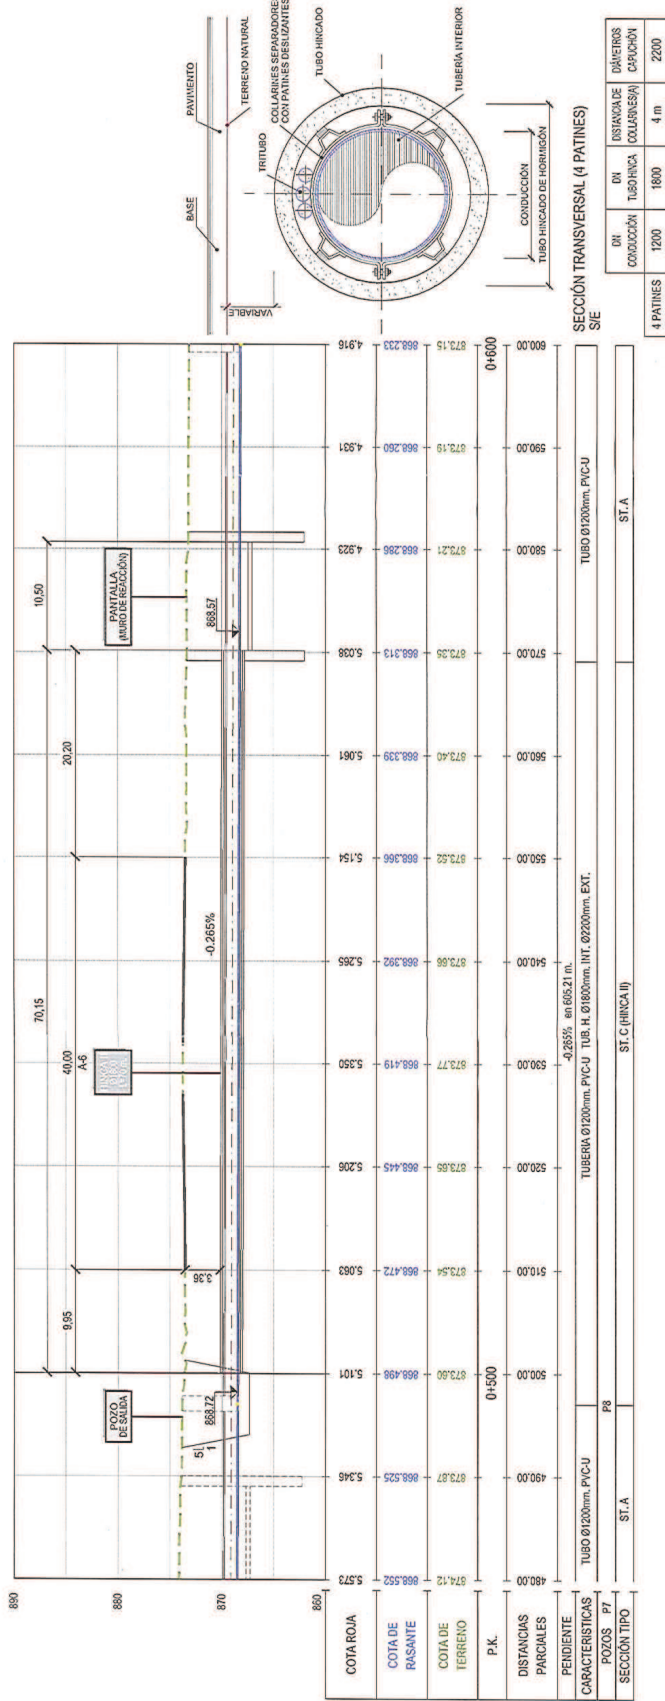 890
880
870
860
70,15
10,50
9,95
40,00
A-6
20,20
POZO
DE SALIDA
PANTALLA
(MURO DE REACCIÓN)
5
1
868.72
3,36
-0.265%
868.57
COTA ROJA
5.573
5.346
5.101
5.063
5.206
5.350
5.265
5.154
5.061
5.038
4.923
4.931
4.916
COTA DE
RASANTE
868.552
868.525
868.498
868.472
868.445
868.419
868.392
868.366
868.339
868.313
868.286
868.260
868.233
COTA DE
TERRENO
874.12
873.87
873.60
873.54
873.65
873.77
873.66
873.52
873.40
873.35
873.21
873.19
873.15
P.K.
0+500
0+600
DISTANCIAS
PARCIALES
480.00
490.00
500.00
510.00
520.00
530.00
540.00
550.00
560.00
570.00
580.00
590.00
600.00
PENDIENTE
-0.265% en 605.21 m.
CARACTERISTICAS
TUBO Ø1200mm, PVC-U
TUBERIA Ø1200mm, PVC-U TUB. H. Ø1800mm, INT. Ø2200mm, EXT.
TUBO Ø1200mm, PVC-U
POZOS P7
P8
SECCIÓN TIPO
ST. A
ST. C (HINCA II)
ST. A
BASE
PAVIMENTO
TERRENO NATURAL
VARIABLE
TRITUBO
COLLARINES SEPARADORES
CON PATINES DESLIZANTES
TUBO HINCADO
TUBERÍA INTERIOR
CONDUCCIÓN
TUBO HINCADO DE HORMIGÓN
SECCIÓN TRANSVERSAL (4 PATINES)
S/E
DN
CONDUCCIÓN
DN
TUBO HINCA
DISTANCIA DE
COLLARINES(A)
DIÁMETROS
CAPUCHÓN
4 PATINES
1200
1800
4 m
2200